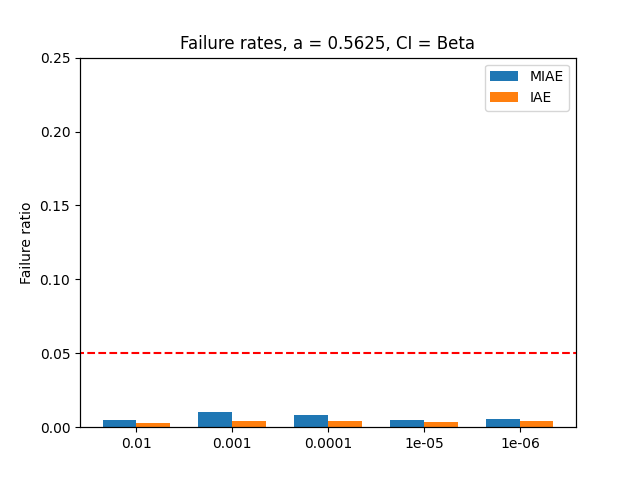 Failure rates, a = 0.5625, CI = Beta
MIAE
IAE
Failure ratio
0.25
0.20
0.15
0.10
0.05
0.00
0.01
0.001
0.0001
1e-05
1e-06